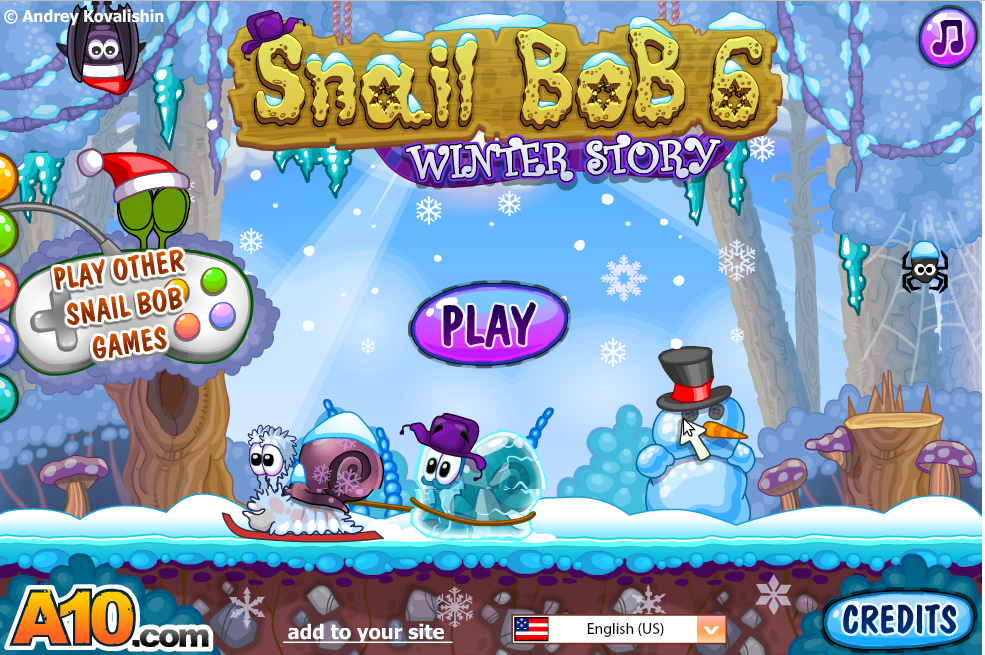 © Andrey Kovalishin
Snail BoB 6
WINTER STORY
PLAY OTHER
SNAIL BOB
GAMES
PLAY
A10.com
add to your site
English (US)
CREDITS